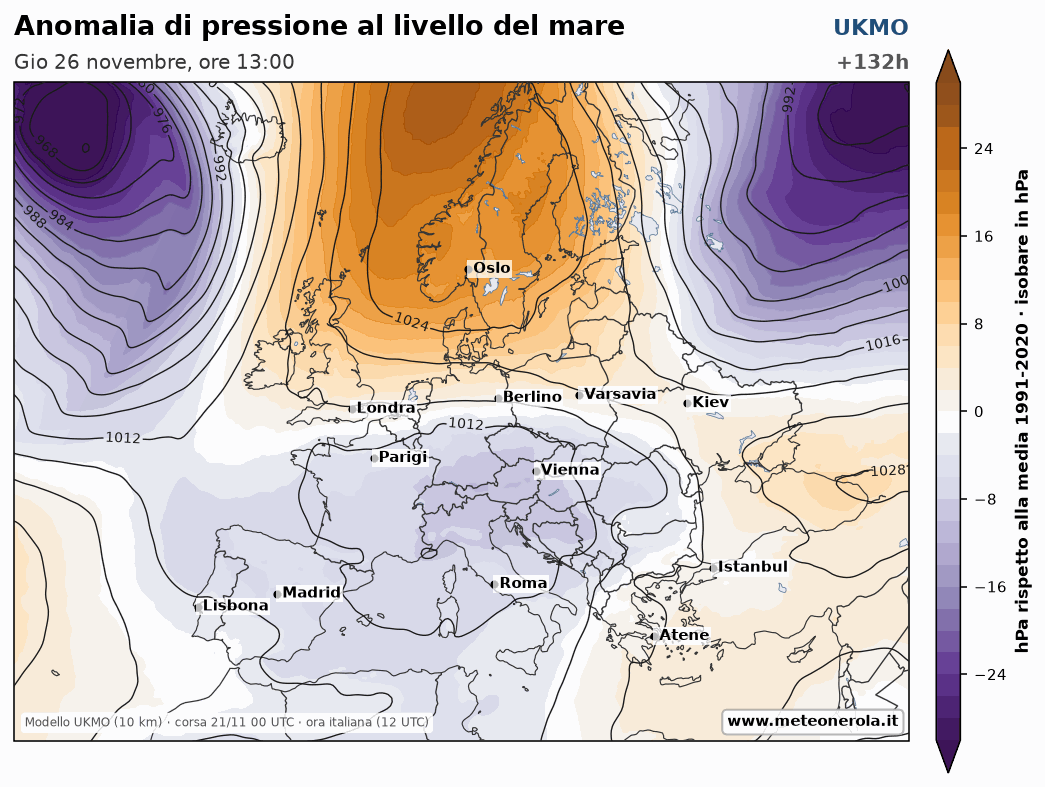 Anomalia di pressione al livello del mare
UKMO
Gio 26 novembre, ore 13:00
+132h
992
976
968
992
984
988
100
Oslo
1024
1016
Berlino
Varsavia
Kiev
Londra
1012
1012
Parigi
Vienna
1028
Istanbul
Roma
Madrid
Lisbona
Atene
Modello UKMO (10 km) · corsa 21/11 00 UTC · ora italiana (12 UTC)
www.meteonerola.it
24
16
8
0
−8
−16
−24
hPa rispetto alla media 1991-2020 · isobare in hPa